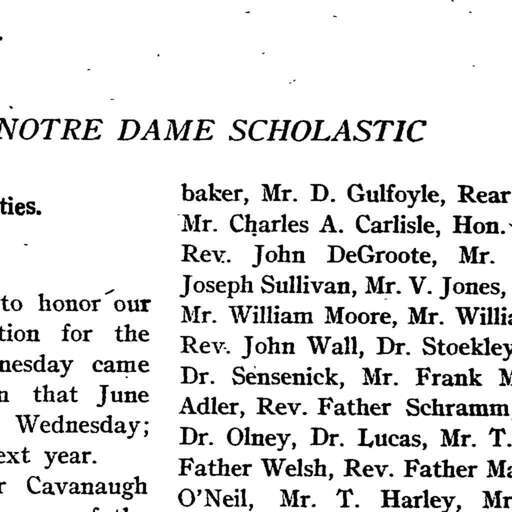 NOTRE DAME SCHOLASTIC
ties.
to honor our
tion for the
nesday came
n that June
Wednesday;
ext year.
r Cavanaugh
of the
baker, Mr. D. Gulfoyle, Rear
Mr. Charles A. Carlisle, Hon.
Rev. John DeGroote, Mr.
Joseph Sullivan, Mr. V. Jones,
Mr. William Moore, Mr. Willia
Rev. John Wall, Dr. Stoekley
Dr. Sensenick, Mr. Frank M
Adler, Rev. Father Schramm
Dr. Olney, Dr. Lucas, Mr. T.
Father Welsh, Rev. Father Ma
O'Neil, Mr. T. Harley, Mr